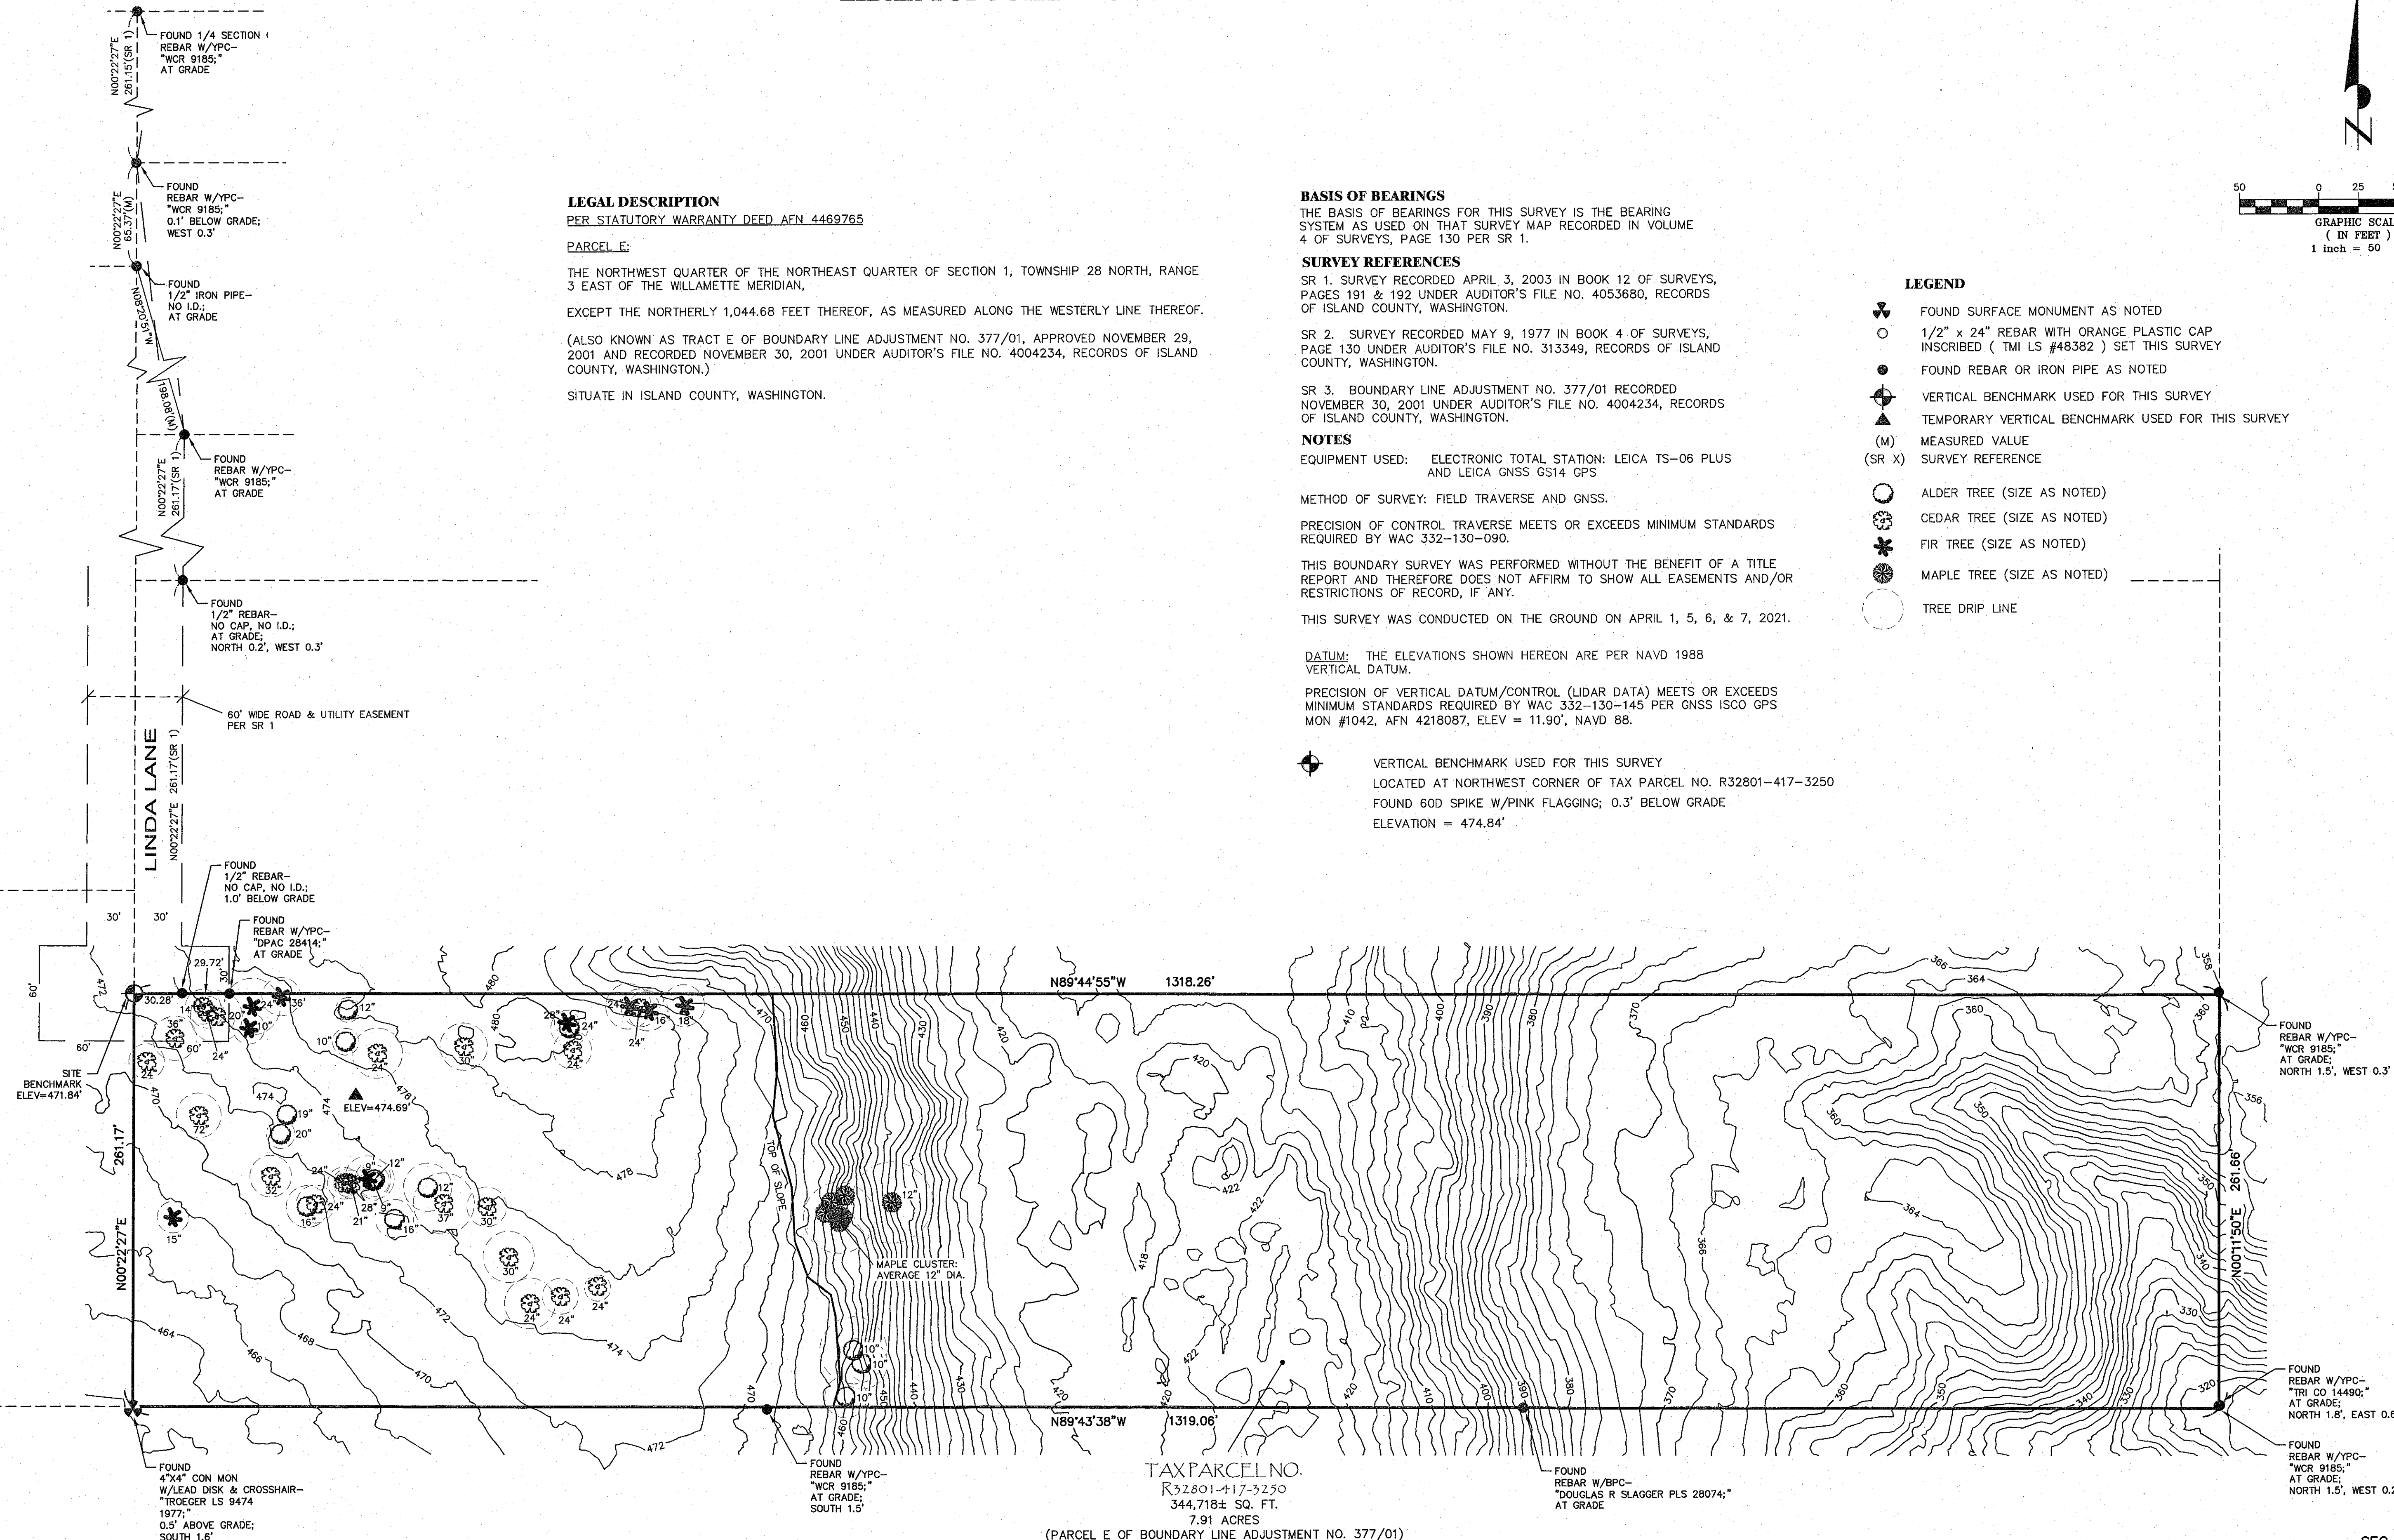 FOUND 1/4 SECTION
REBAR W/YPC-
"WCR 9185;"
AT GRADE
N00°22'27"E
261.15'(SR 1)
FOUND
REBAR W/YPC-
"WCR 9185;"
0.1' BELOW GRADE;
WEST 0.3'
N00°22'27"E
65.37'(M)
FOUND
1/2" IRON PIPE-
NO I.D.;
AT GRADE
N08°20'51"W
198.08'(M)
FOUND
REBAR W/YPC-
"WCR 9185;"
AT GRADE
N00°22'27"E
261.17'(SR 1)
FOUND
1/2" REBAR-
NO CAP, NO I.D.;
AT GRADE;
NORTH 0.2', WEST 0.3'
60' WIDE ROAD & UTILITY EASEMENT
PER SR 1
LINDA LANE
N00°22'27"E 261.17'(SR 1)
LEGAL DESCRIPTION
PER STATUTORY WARRANTY DEED AFN 4469765
PARCEL E:
THE NORTHWEST QUARTER OF THE NORTHEAST QUARTER OF SECTION 1, TOWNSHIP 28 NORTH, RANGE
3 EAST OF THE WILLAMETTE MERIDIAN,
EXCEPT THE NORTHERLY 1,044.68 FEET THEREOF, AS MEASURED ALONG THE WESTERLY LINE THEREOF.
(ALSO KNOWN AS TRACT E OF BOUNDARY LINE ADJUSTMENT NO. 377/01, APPROVED NOVEMBER 29,
2001 AND RECORDED NOVEMBER 30, 2001 UNDER AUDITOR'S FILE NO. 4004234, RECORDS OF ISLAND
COUNTY, WASHINGTON.)
SITUATE IN ISLAND COUNTY, WASHINGTON.
BASIS OF BEARINGS
THE BASIS OF BEARINGS FOR THIS SURVEY IS THE BEARING
SYSTEM AS USED ON THAT SURVEY MAP RECORDED IN VOLUME
4 OF SURVEYS, PAGE 130 PER SR 1.
SURVEY REFERENCES
SR 1. SURVEY RECORDED APRIL 3, 2003 IN BOOK 12 OF SURVEYS,
PAGES 191 & 192 UNDER AUDITOR'S FILE NO. 4053680, RECORDS
OF ISLAND COUNTY, WASHINGTON.
SR 2. SURVEY RECORDED MAY 9, 1977 IN BOOK 4 OF SURVEYS,
PAGE 130 UNDER AUDITOR'S FILE NO. 313349, RECORDS OF ISLAND
COUNTY, WASHINGTON.
SR 3. BOUNDARY LINE ADJUSTMENT NO. 377/01 RECORDED
NOVEMBER 30, 2001 UNDER AUDITOR'S FILE NO. 4004234, RECORDS
OF ISLAND COUNTY, WASHINGTON.
NOTES
EQUIPMENT USED: ELECTRONIC TOTAL STATION: LEICA TS-06 PLUS
AND LEICA GNSS GS14 GPS
METHOD OF SURVEY: FIELD TRAVERSE AND GNSS.
PRECISION OF CONTROL TRAVERSE MEETS OR EXCEEDS MINIMUM STANDARDS
REQUIRED BY WAC 332-130-090.
THIS BOUNDARY SURVEY WAS PERFORMED WITHOUT THE BENEFIT OF A TITLE
REPORT AND THEREFORE DOES NOT AFFIRM TO SHOW ALL EASEMENTS AND/OR
RESTRICTIONS OF RECORD, IF ANY.
THIS SURVEY WAS CONDUCTED ON THE GROUND ON APRIL 1, 5, 6, & 7, 2021.
DATUM: THE ELEVATIONS SHOWN HEREON ARE PER NAVD 1988
VERTICAL DATUM.
PRECISION OF VERTICAL DATUM/CONTROL (LIDAR DATA) MEETS OR EXCEEDS
MINIMUM STANDARDS REQUIRED BY WAC 332-130-145 PER GNSS ISCO GPS
MON #1042, AFN 4218087, ELEV = 11.90', NAVD 88.
VERTICAL BENCHMARK USED FOR THIS SURVEY
LOCATED AT NORTHWEST CORNER OF TAX PARCEL NO. R32801-417-3250
FOUND 60D SPIKE W/PINK FLAGGING; 0.3' BELOW GRADE
ELEVATION = 474.84'
N
50 0 25
GRAPHIC SCAL
( IN FEET )
1 inch = 50
LEGEND
FOUND SURFACE MONUMENT AS NOTED
1/2" x 24" REBAR WITH ORANGE PLASTIC CAP
INSCRIBED ( TMI LS #48382 ) SET THIS SURVEY
FOUND REBAR OR IRON PIPE AS NOTED
VERTICAL BENCHMARK USED FOR THIS SURVEY
TEMPORARY VERTICAL BENCHMARK USED FOR THIS SURVEY
(M) MEASURED VALUE
(SR X) SURVEY REFERENCE
ALDER TREE (SIZE AS NOTED)
CEDAR TREE (SIZE AS NOTED)
FIR TREE (SIZE AS NOTED)
MAPLE TREE (SIZE AS NOTED)
TREE DRIP LINE
FOUND
1/2" REBAR-
NO CAP, NO I.D.;
1.0' BELOW GRADE
30' 30'
FOUND
REBAR W/YPC-
"DPAC 28414;"
AT GRADE
29.72'
30'
60'
472
30.28'
60'
60'
SITE
BENCHMARK
ELEV=471.84'
ELEV=474.69'
N89°44'55"W 1318.26'
261.17'
N00°22'27"E
TOP OF SLOPE
MAPLE CLUSTER:
AVERAGE 12" DIA.
12"
N89°43'38"W 1319.06'
261.66'
N00°11'50"E
FOUND
REBAR W/YPC-
"WCR 9185;"
AT GRADE;
NORTH 1.5', WEST 0.3'
FOUND
REBAR W/YPC-
"TRI CO 14490;"
AT GRADE;
NORTH 1.8', EAST 0.6
FOUND
REBAR W/YPC-
"WCR 9185;"
AT GRADE;
NORTH 1.5', WEST 0.2
FOUND
4"X4" CON MON
W/LEAD DISK & CROSSHAIR-
"TROEGER LS 9474
1977;"
0.5' ABOVE GRADE;
SOUTH 1.6'
FOUND
REBAR W/YPC-
"WCR 9185;"
AT GRADE;
SOUTH 1.5'
TAX PARCEL NO.
R32801-417-3250
344,718± SQ. FT.
7.91 ACRES
(PARCEL E OF BOUNDARY LINE ADJUSTMENT NO. 377/01)
FOUND
REBAR W/BPC-
"DOUGLAS R SLAGGER PLS 28074;"
AT GRADE